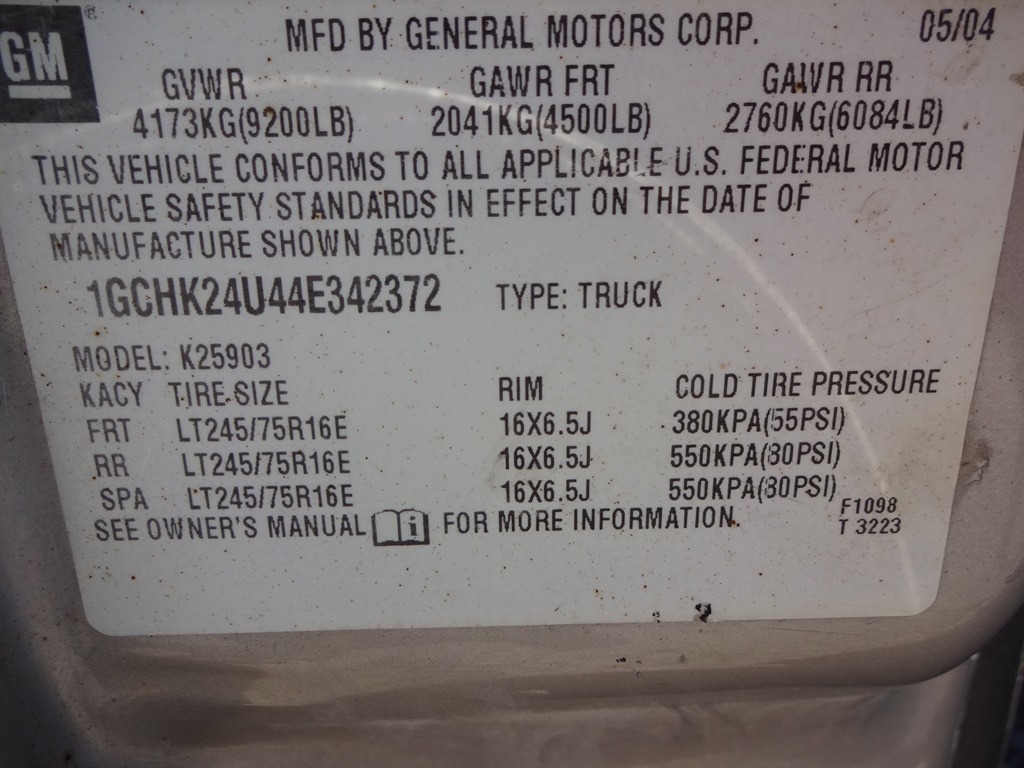 GM ® MFD BY GENERAL MOTORS CORP. 05/04
GVWR GAWR FRT GAWR RR
4173KG(9200LB) 2041KG(4500LB) 2760KG(6084LB)
THIS VEHICLE CONFORMS TO ALL APPLICABLE U.S. FEDERAL MOTOR
VEHICLE SAFETY STANDARDS IN EFFECT ON THE DATE OF
MANUFACTURE SHOWN ABOVE.
1GCHK24U44E342372 TYPE: TRUCK
MODEL: K25903
KACY TIRE SIZE RIM COLD TIRE PRESSURE
FRT LT245/75R16E 16X6.5J 380KPA(55PSI)
RR LT245/75R16E 16X6.5J 550KPA(80PSI)
SPA LT245/75R16E 16X6.5J 550KPA(80PSI)
SEE OWNER'S MANUAL i FOR MORE INFORMATION.
F1098
T 3223